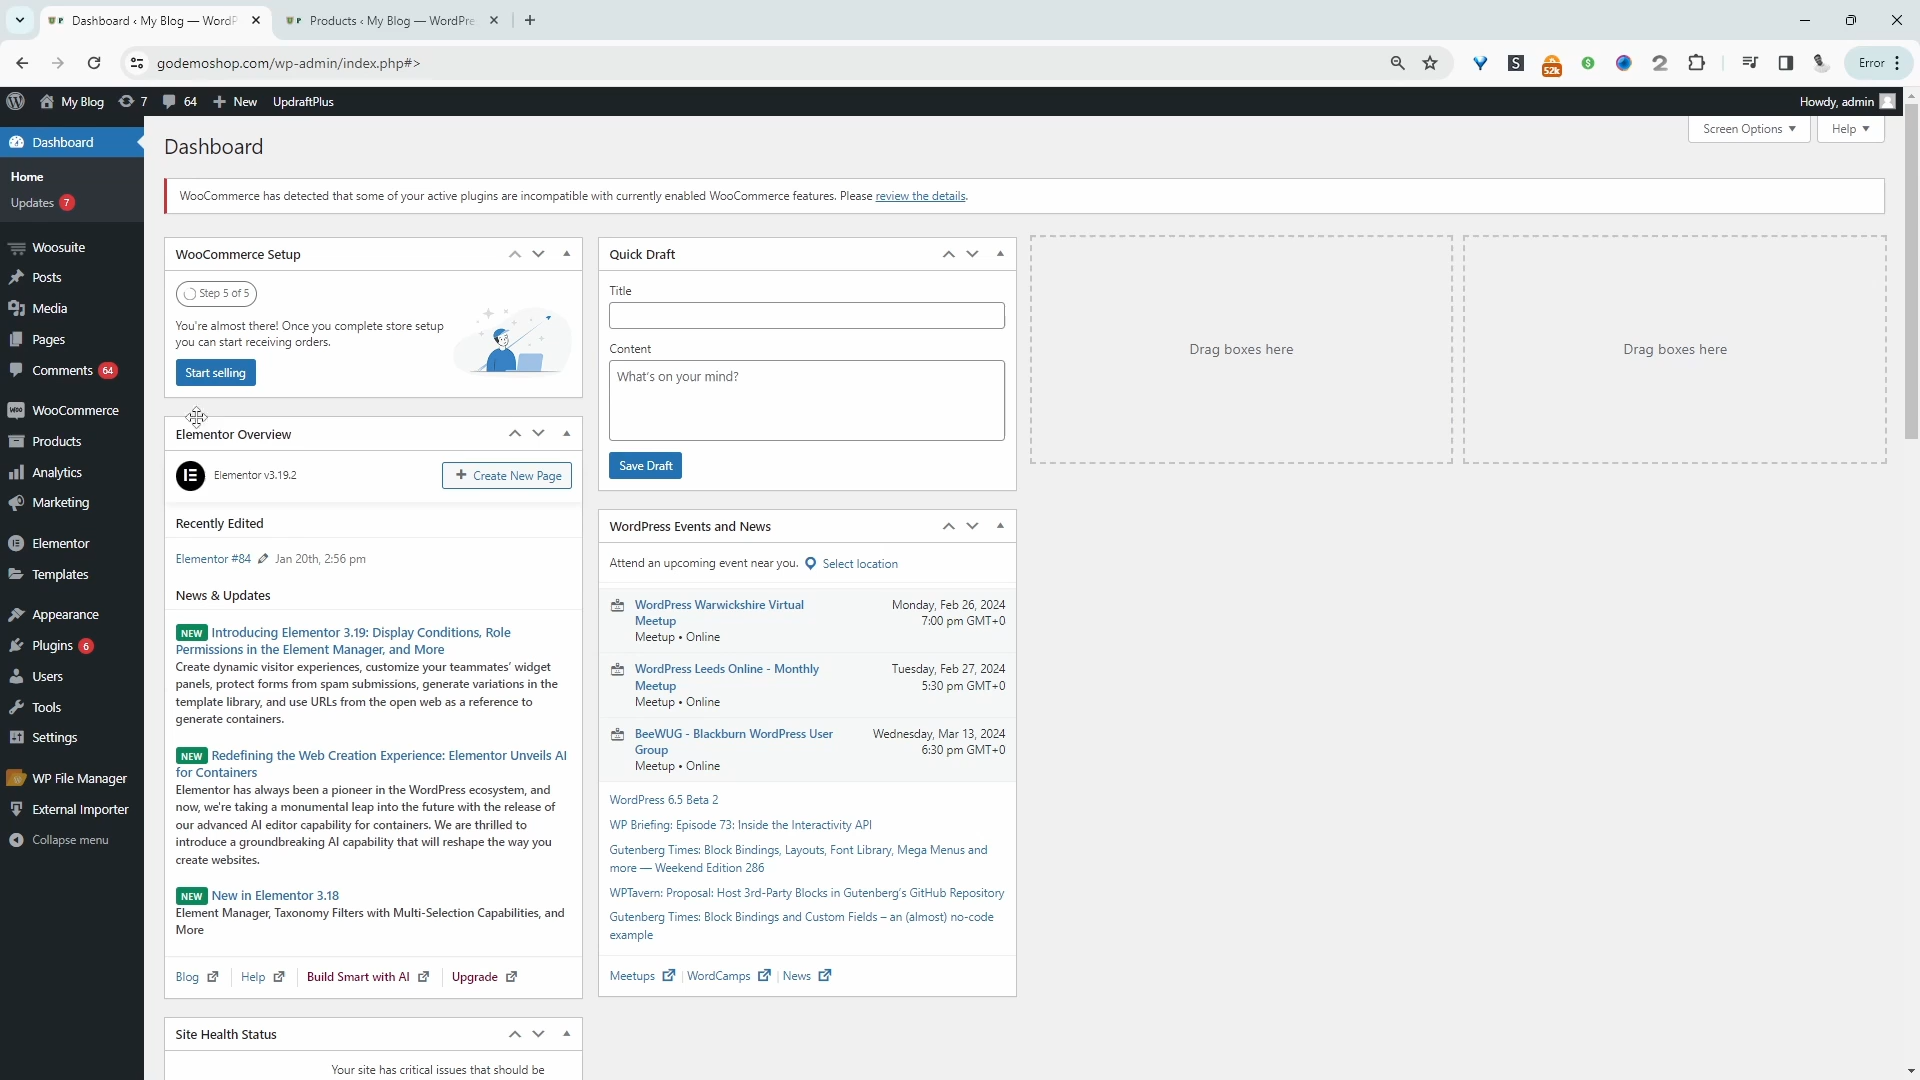 Dashboard ‹ My Blog — WordP
Products ‹ My Blog — WordPre
godemoshop.com/wp-admin/index.php#>
S
52k
Error
My Blog
7
64
New
UpdraftPlus
Howdy, admin
Dashboard
Home
Updates 7
Woosuite
Posts
Media
Pages
Comments 64
WooCommerce
Products
Analytics
Marketing
Elementor
Templates
Appearance
Plugins 6
Users
Tools
Settings
WP File Manager
External Importer
Collapse menu
Dashboard
Screen Options
Help
WooCommerce has detected that some of your active plugins are incompatible with currently enabled WooCommerce features. Please review the details.
WooCommerce Setup
Step 5 of 5
You're almost there! Once you complete store setup
you can start receiving orders.
Start selling
Elementor Overview
Elementor v3.19.2
Create New Page
Recently Edited
Elementor #84 Jan 20th, 2:56 pm
News & Updates
NEW Introducing Elementor 3.19: Display Conditions, Role
Permissions in the Element Manager, and More
Create dynamic visitor experiences, customize your teammates’ widget
panels, protect forms from spam submissions, generate variations in the
template library, and use URLs from the open web as a reference to
generate containers.
NEW Redefining the Web Creation Experience: Elementor Unveils AI
for Containers
Elementor has always been a pioneer in the WordPress ecosystem, and
now, we're taking a monumental leap into the future with the release of
our advanced AI editor capability for containers. We are thrilled to
introduce a groundbreaking AI capability that will reshape the way you
create websites.
NEW New in Elementor 3.18
Element Manager, Taxonomy Filters with Multi-Selection Capabilities, and
More
Blog
Help
Build Smart with AI
Upgrade
Site Health Status
Your site has critical issues that should be
Quick Draft
Title
Content
What's on your mind?
Save Draft
WordPress Events and News
Attend an upcoming event near you. Select location
WordPress Warwickshire Virtual
Meetup
Meetup • Online
Monday, Feb 26, 2024
7:00 pm GMT+0
WordPress Leeds Online - Monthly
Meetup
Meetup • Online
Tuesday, Feb 27, 2024
5:30 pm GMT+0
BeeWUG - Blackburn WordPress User
Group
Meetup • Online
Wednesday, Mar 13, 2024
6:30 pm GMT+0
WordPress 6.5 Beta 2
WP Briefing: Episode 73: Inside the Interactivity API
Gutenberg Times: Block Bindings, Layouts, Font Library, Mega Menus and
more — Weekend Edition 286
WPTavern: Proposal: Host 3rd-Party Blocks in Gutenberg's GitHub Repository
Gutenberg Times: Block Bindings and Custom Fields – an (almost) no-code
example
Meetups
WordCamps
News
Drag boxes here
Drag boxes here